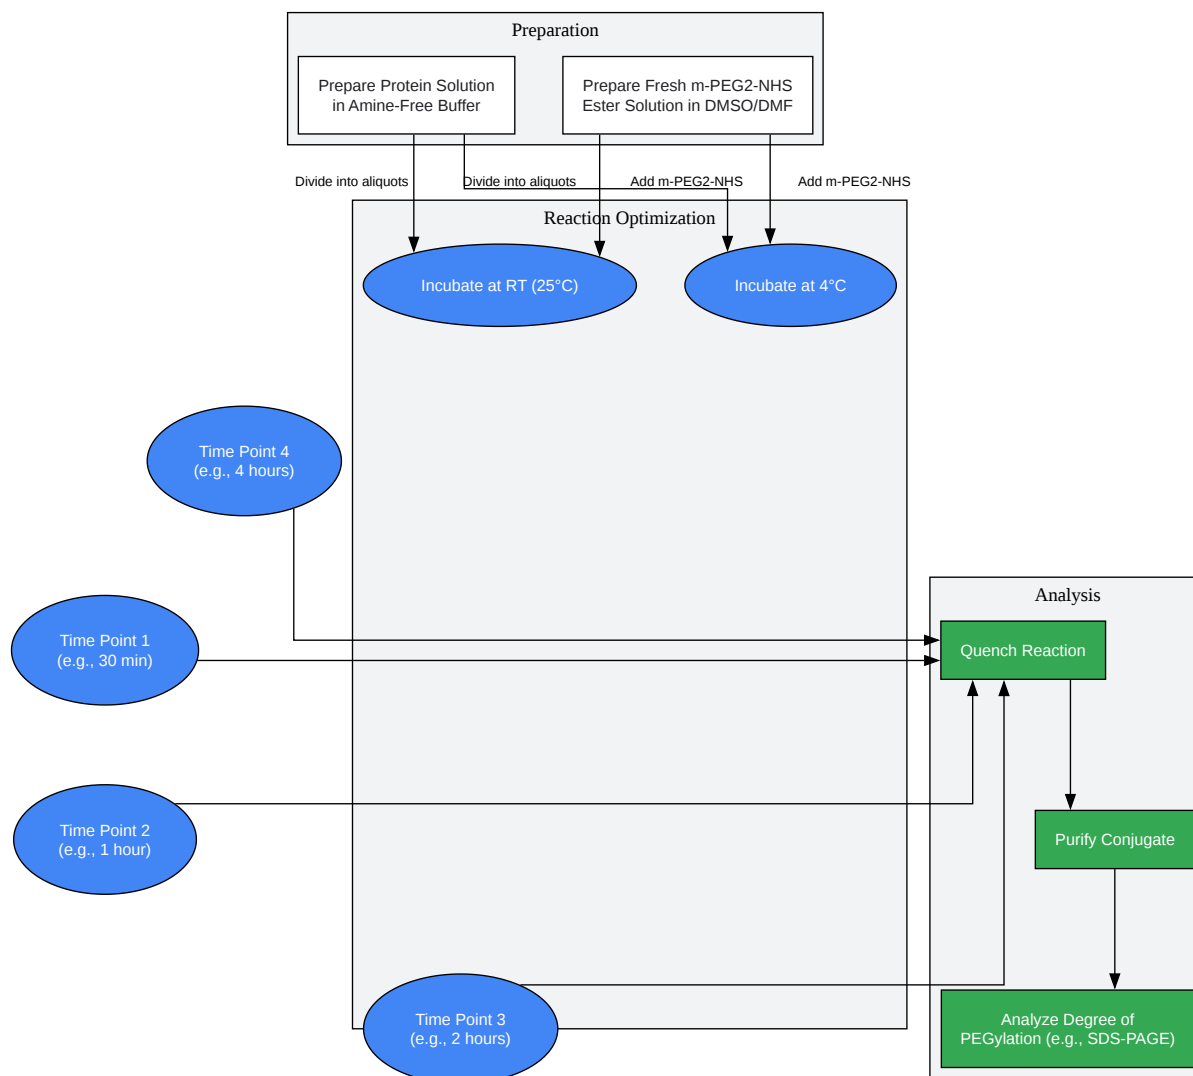 Preparation
Prepare Protein Solution
in Amine-Free Buffer
Prepare Fresh m-PEG2-NHS
Ester Solution in DMSO/DMF
Divide into aliquots
Divide into aliquots
Add m-PEG2-NHS
Add m-PEG2-NHS
Reaction Optimization
Incubate at RT (25°C)
Incubate at 4°C
Time Point 4
(e.g., 4 hours)
Analysis
Time Point 1
(e.g., 30 min)
Quench Reaction
Time Point 2
(e.g., 1 hour)
Purify Conjugate
Time Point 3
(e.g., 2 hours)
Analyze Degree of
PEGylation (e.g., SDS-PAGE)